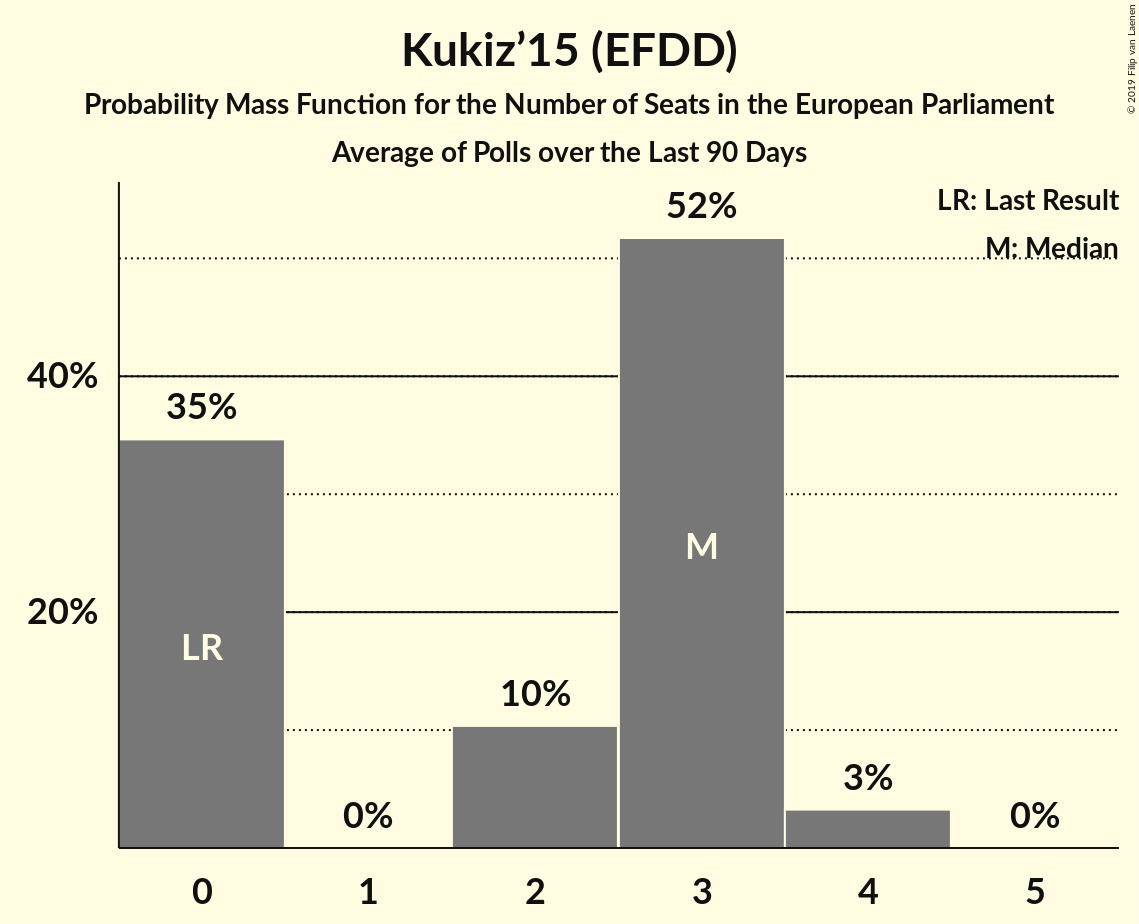 Kukiz’15 (EFDD)
Probability Mass Function for the Number of Seats in the European Parliament
Average of Polls over the Last 90 Days
© 2019 Filip van Laenen
LR: Last Result
M: Median
52%
40%
35%
M
20%
LR
10%
3%
0%
0%
0 1 2 3 4 5